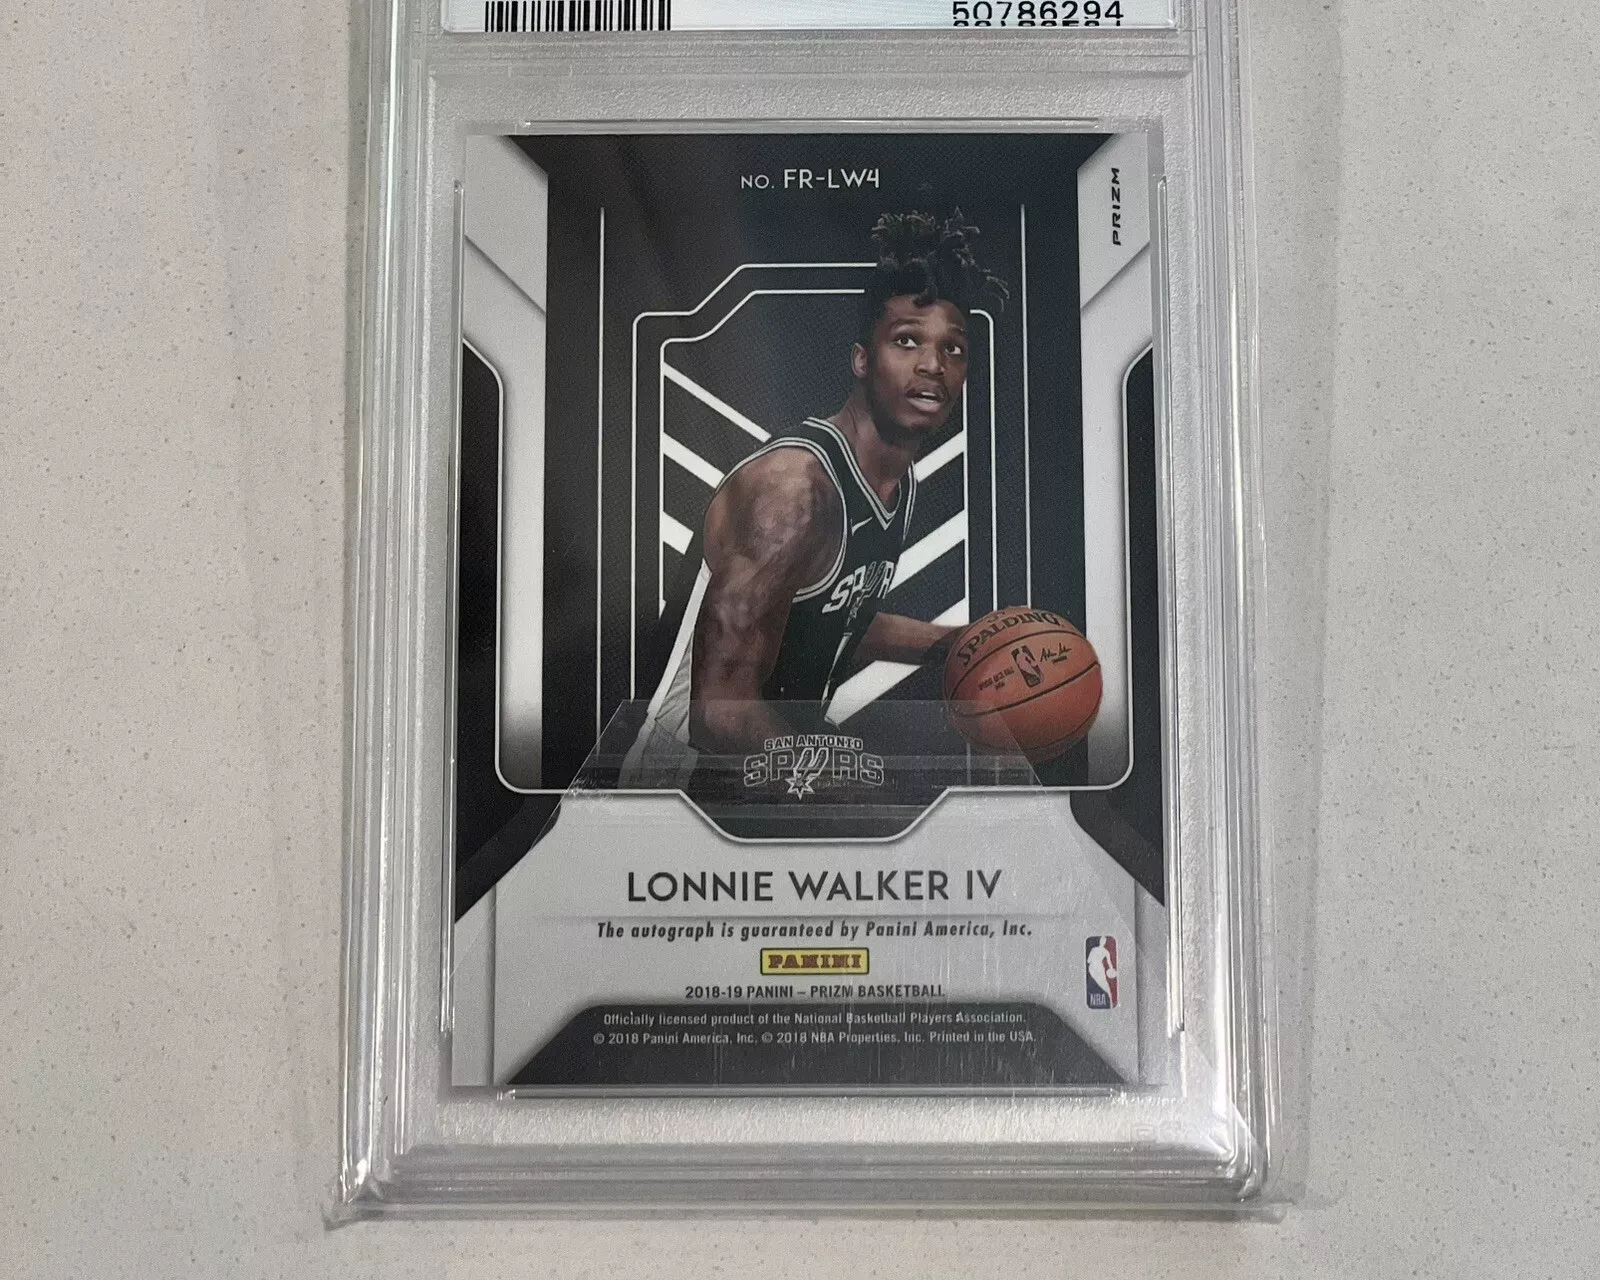 50786294
NO. FR-LW4
PRIZM
SPUR
SPALDING
SAN ANTONIO
SPURS
LONNIE WALKER IV
The autograph is guaranteed by Panini America, Inc.
PANINI
NBA
2018-19 PANINI – PRIZM BASKETBALL
Officially licensed product of the National Basketball Players Association.
© 2018 Panini America, Inc. © 2018 NBA Properties, Inc. Printed in the USA.